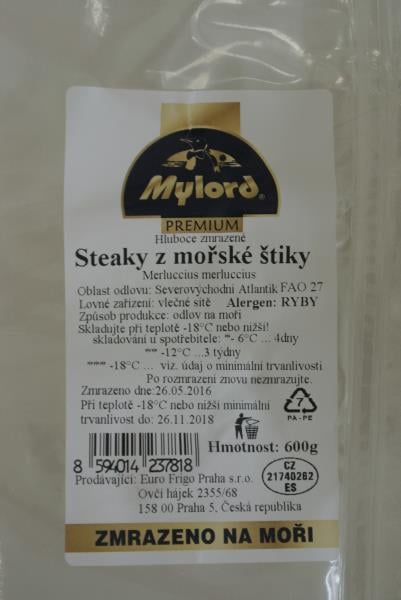 Mylord®
PREMIUM
Hluboce zmrazené
Steaky z mořské štiky
Merluccius merluccius
Oblast odlovu: Severovýchodní Atlantik FAO 27
Lovné zařízení: vlečné sítě Alergen: RYBY
Způsob produkce: odlov na moři
Skladujte při teplotě -18°C nebo nižší!
skladování u spotřebitele: *- 6°C ... 4dny
** -12°C ...3 týdny
*** -18°C ... viz. údaj o minimální trvanlivosti
Po rozmrazení znovu nezmrazujte.
Zmrazeno dne:26.05.2016
Při teplotě -18°C nebo nižší minimální
trvanlivost do: 26.11.2018
7
PA-PE
Hmotnost: 600g
8 594014 237818
CZ
21740262
ES
Prodávající: Euro Frigo Praha s.r.o.
Ovčí hájek 2355/68
158 00 Praha 5, Česká republika
ZMRAZENO NA MOŘI